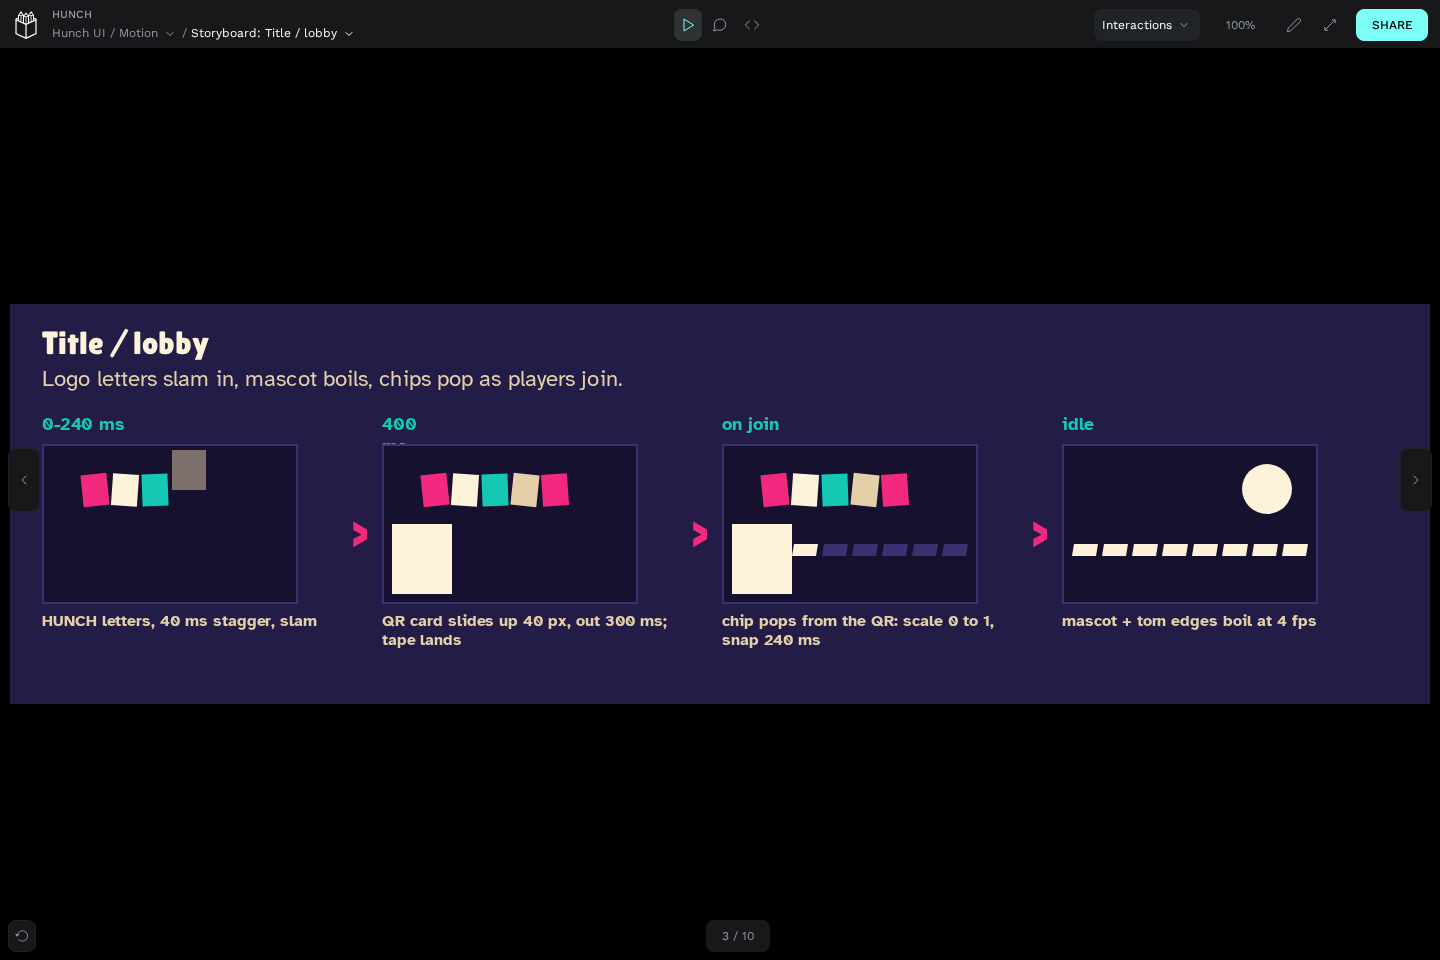 HUNCH
Hunch UI / Motion / Storyboard: Title / lobby
Interactions
100%
SHARE
Title / lobby
Logo letters slam in, mascot boils, chips pop as players join.
0-240 ms
400
on join
idle
>
>
>
HUNCH letters, 40 ms stagger, slam
QR card slides up 40 px, out 300 ms;
tape lands
chip pops from the QR: scale 0 to 1,
snap 240 ms
mascot + torn edges boil at 4 fps
3 / 10